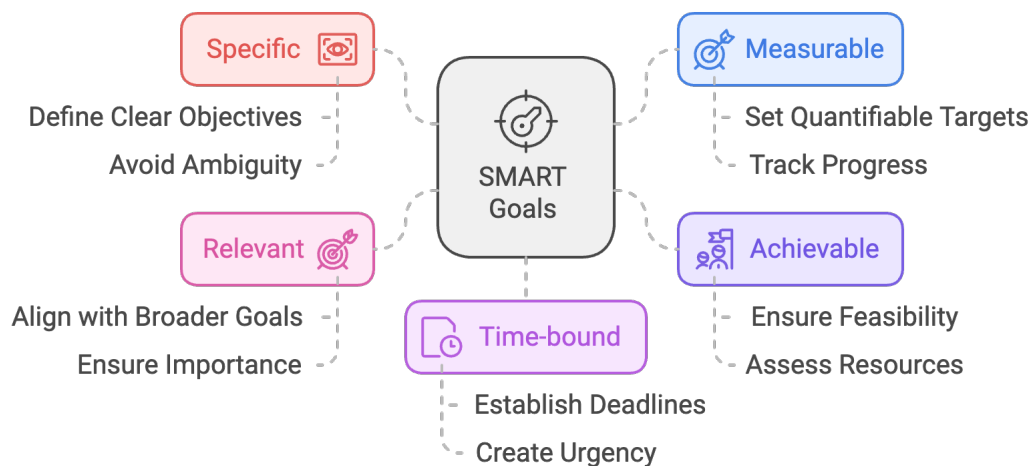 Specific
Define Clear Objectives
Avoid Ambiguity
SMART
Goals
Measurable
Set Quantifiable Targets
Track Progress
Relevant
Align with Broader Goals
Ensure Importance
Achievable
Ensure Feasibility
Assess Resources
Time-bound
Establish Deadlines
Create Urgency